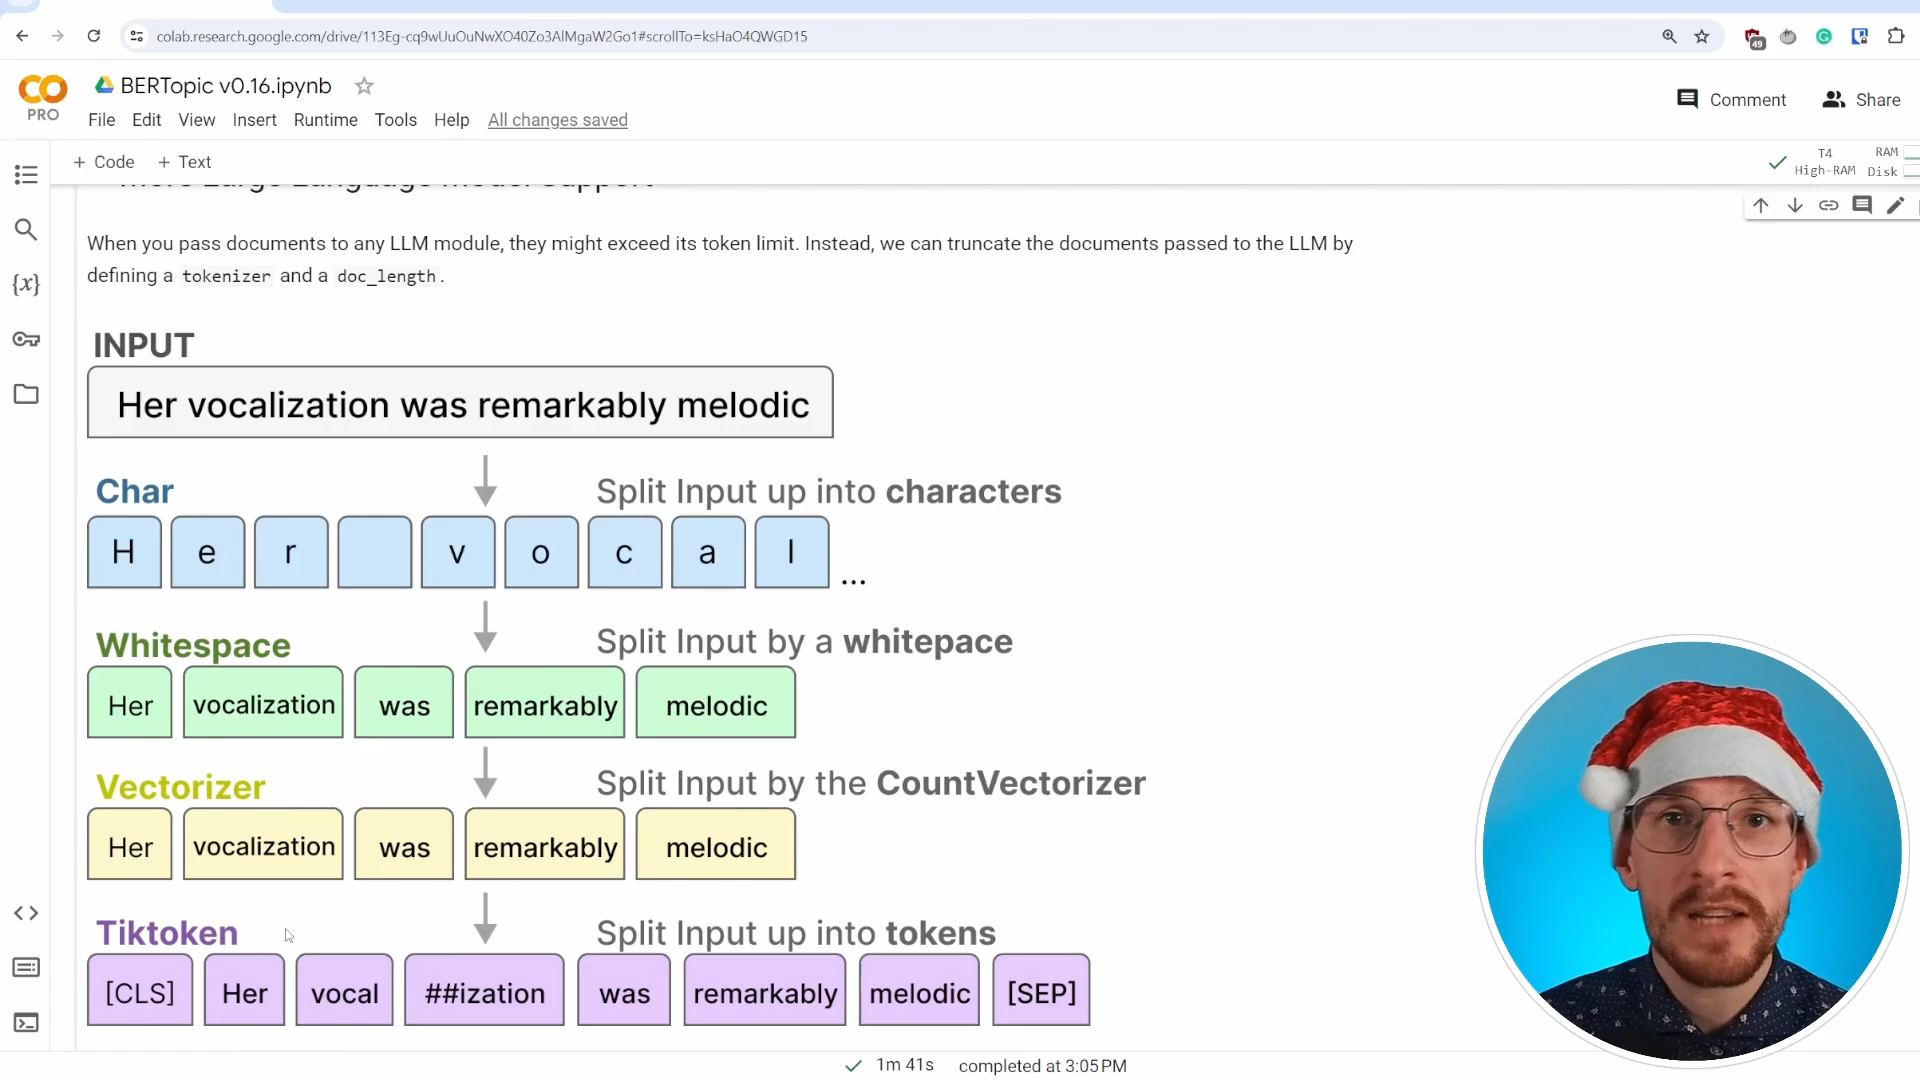 colab.research.google.com/drive/113Eg-cq9wUuOuNwXO40Zo3AlMgaW2Go1#scrollTo=ksHaO4QWGD15
49
PRO
BERTopic v0.16.ipynb
File Edit View Insert Runtime Tools Help All changes saved
Comment
Share
+ Code + Text
T4
High-RAM
RAM
Disk
More Large Language Model Support
When you pass documents to any LLM module, they might exceed its token limit. Instead, we can truncate the documents passed to the LLM by
defining a tokenizer and a doc_length.
INPUT
Her vocalization was remarkably melodic
Char
Split Input up into characters
H e r v o c a l ...
Whitespace
Split Input by a whitepace
Her vocalization was remarkably melodic
Vectorizer
Split Input by the CountVectorizer
Her vocalization was remarkably melodic
Tiktoken
Split Input up into tokens
[CLS] Her vocal ##ization was remarkably melodic [SEP]
1m 41s completed at 3:05 PM